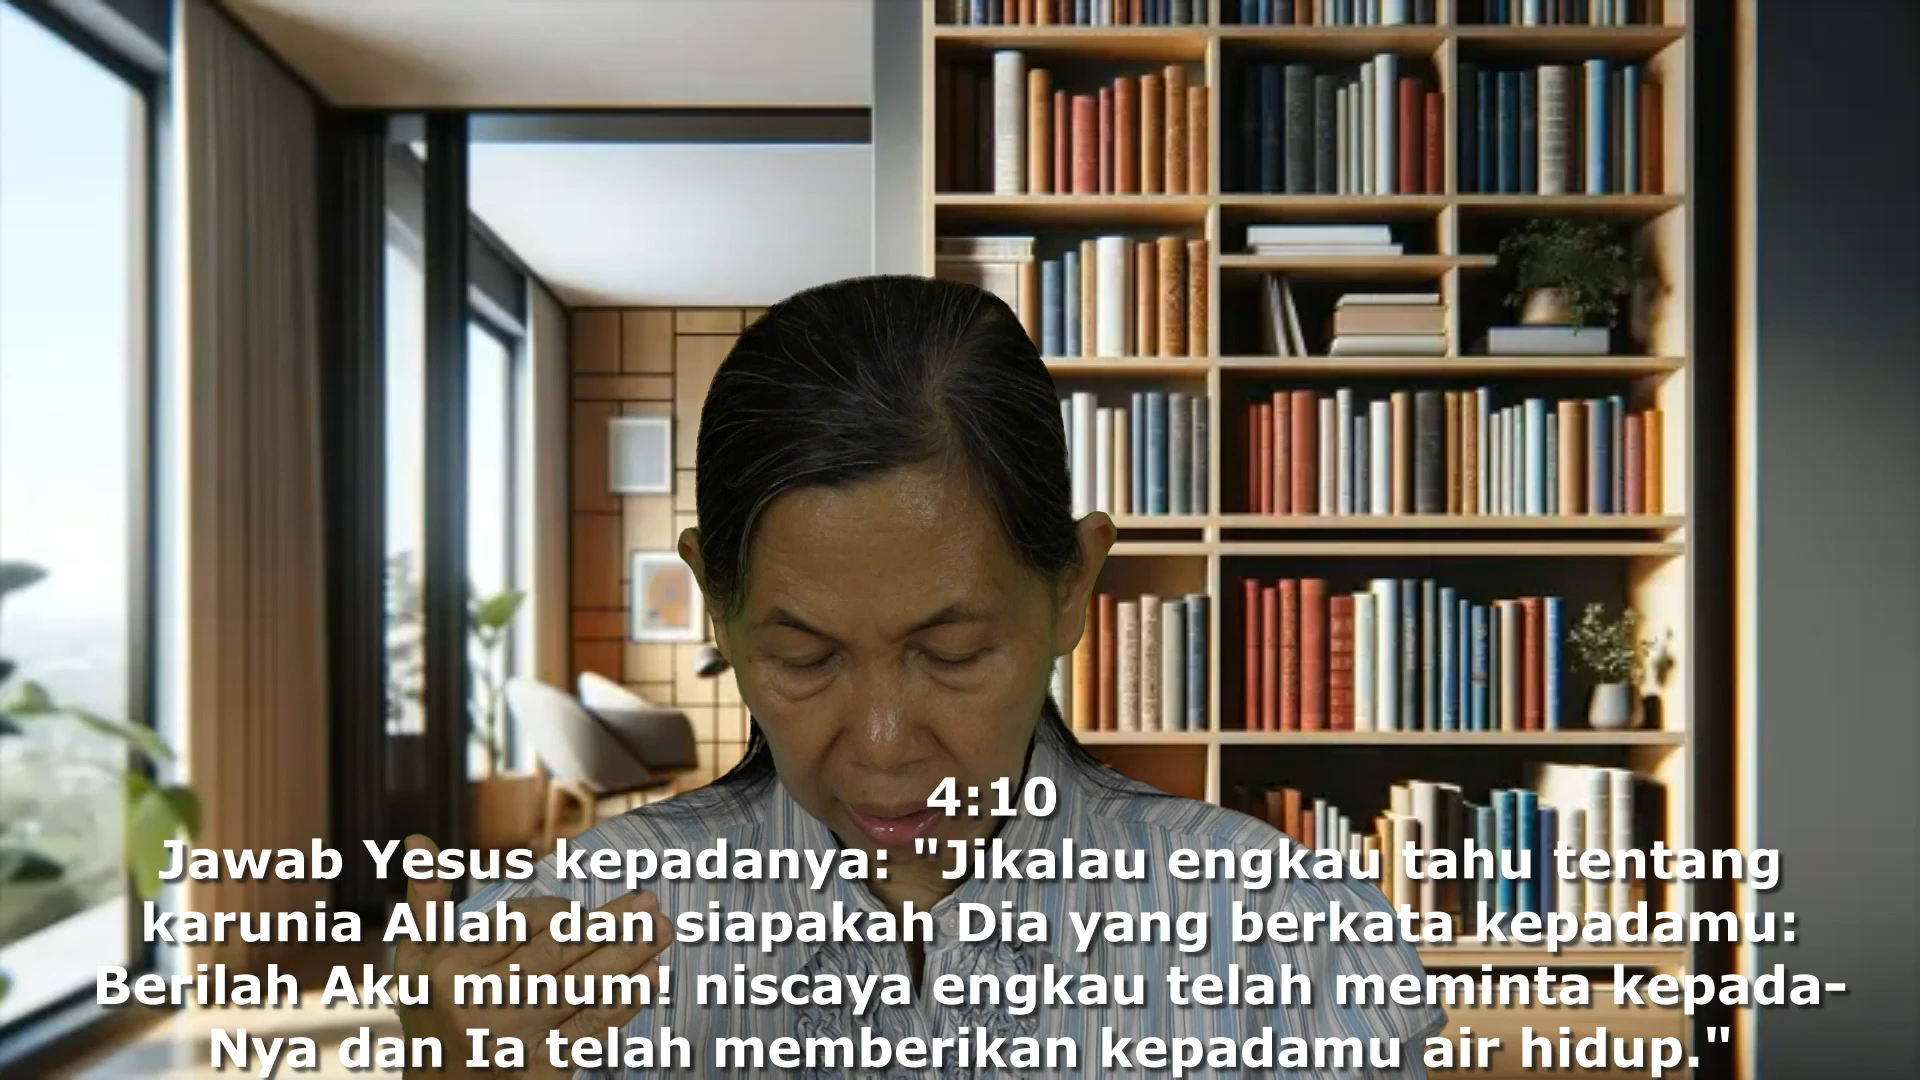 4:10
Jawab Yesus kepadanya: "Jikalau engkau tahu tentang
karunia Allah dan siapakah Dia yang berkata kepadamu:
Berilah Aku minum! niscaya engkau telah meminta kepada-
Nya dan Ia telah memberikan kepadamu air hidup."